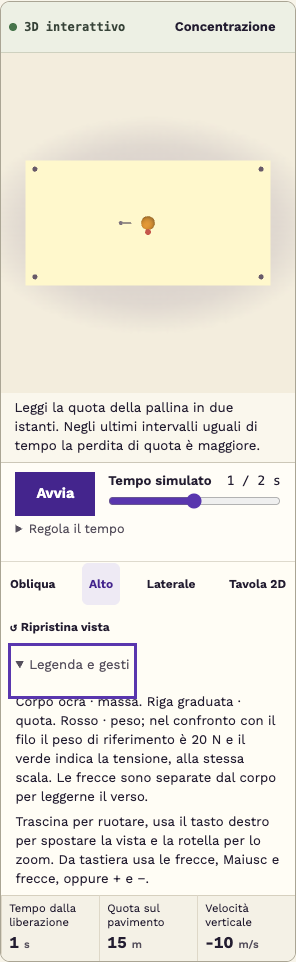 3D interattivo Concentrazione
Leggi la quota della pallina in due
istanti. Negli ultimi intervalli uguali di
tempo la perdita di quota è maggiore.
Avvia
Tempo simulato 1 / 2 s
▶ Regola il tempo
Obliqua Alto Laterale Tavola 2D
↺ Ripristina vista
▼ Legenda e gesti
Corpo ocra · massa. Riga graduata ·
quota. Rosso · peso; nel confronto con il
filo il peso di riferimento è 20 N e il
verde indica la tensione, alla stessa
scala. Le frecce sono separate dal corpo
per leggerne il verso.
Trascina per ruotare, usa il tasto destro
per spostare la vista e la rotella per lo
zoom. Da tastiera usa le frecce, Maiusc e
frecce, oppure + e −.
Tempo dalla
liberazione
1 s
Quota sul
pavimento
15 m
Velocità
verticale
-10 m/s